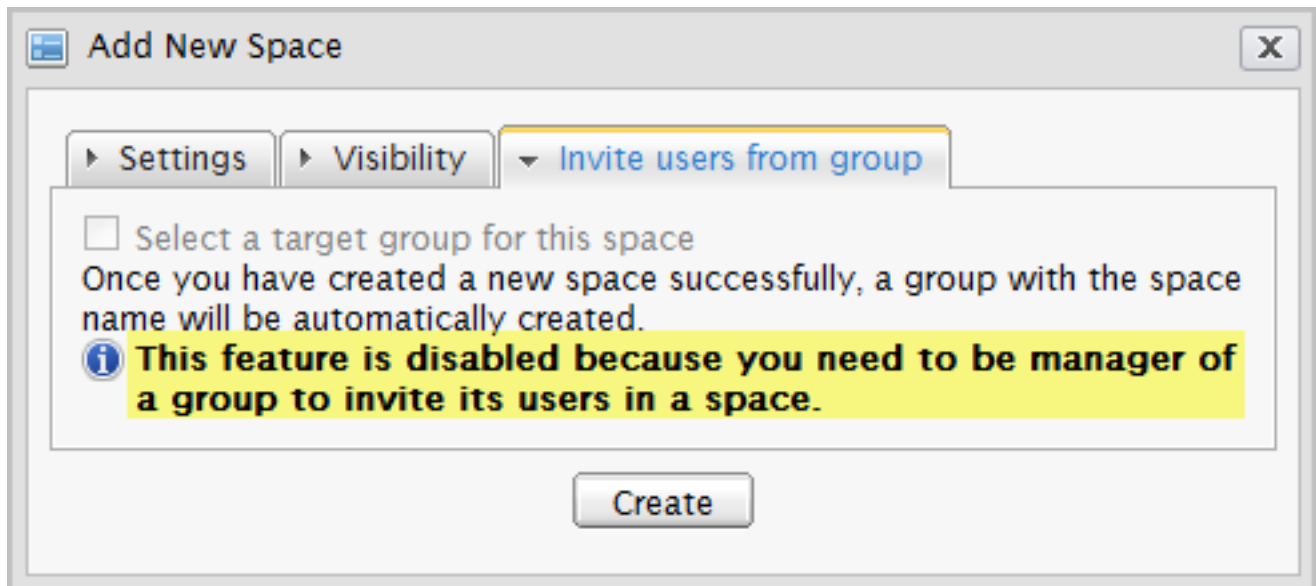 Add New Space
X
Settings
Visibility
Invite users from group
Select a target group for this space
Once you have created a new space successfully, a group with the space
name will be automatically created.
This feature is disabled because you need to be manager of
a group to invite its users in a space.
Create